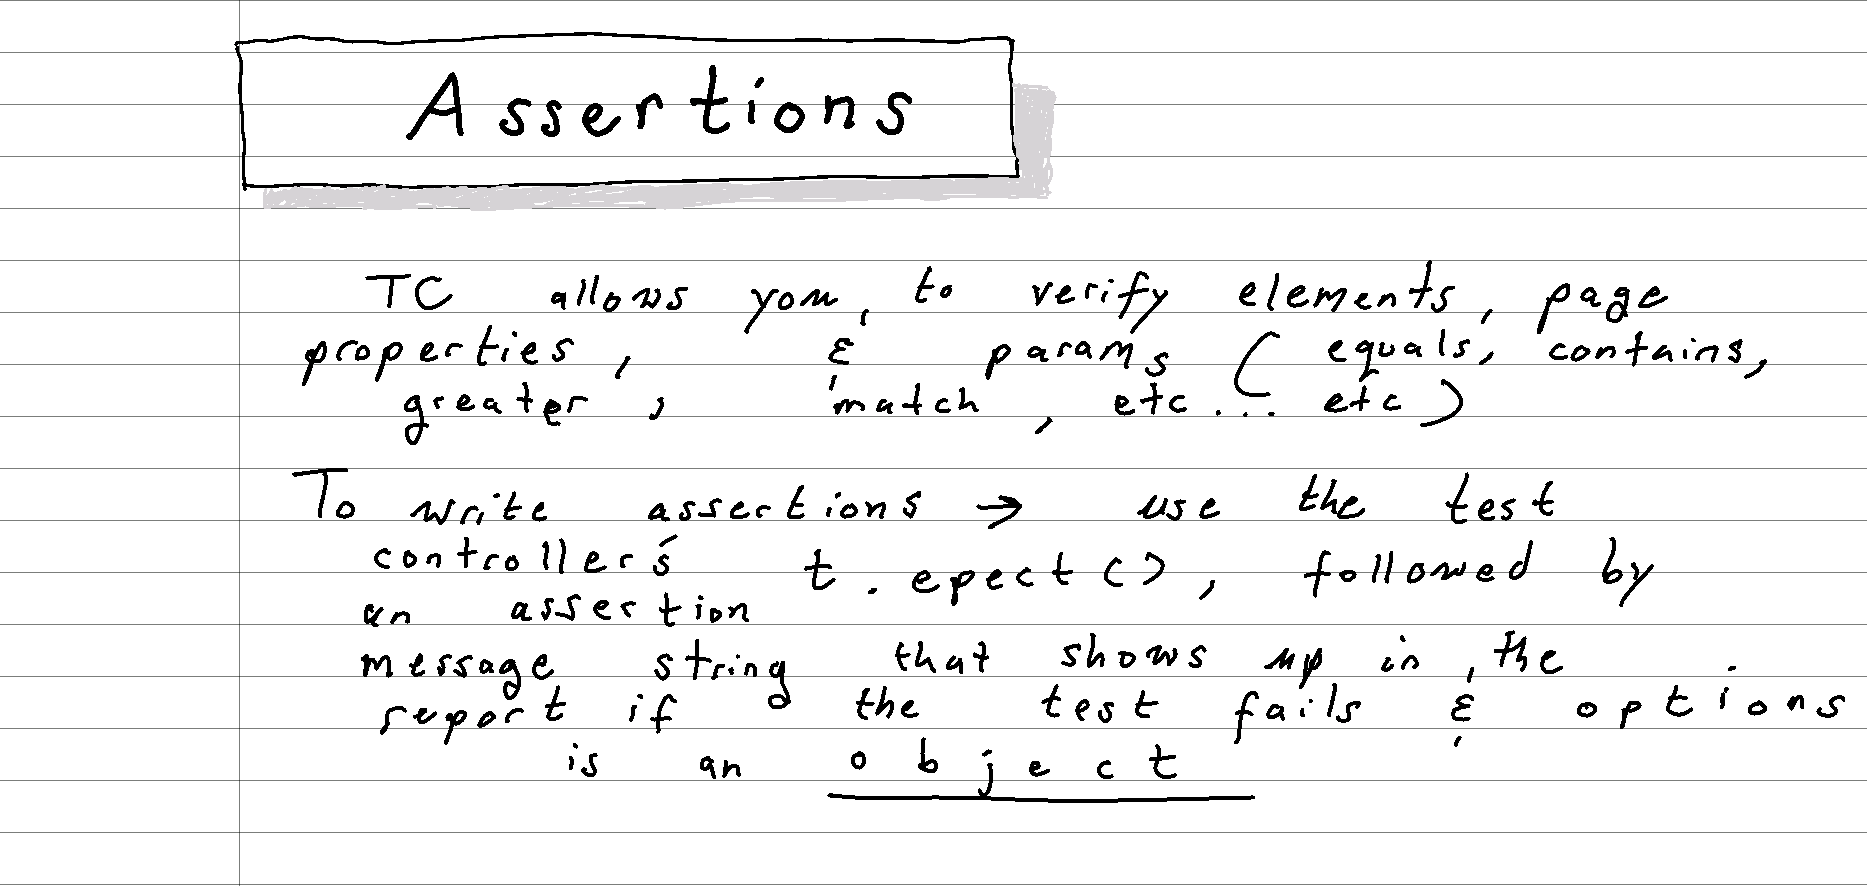 Assertions
TC allows you to verify elements, page
properties, & params (equals, contains,
greater, match, etc... etc)
To write assertions → use the test
controller's t.epect(), followed by
an assertion
message string that shows up in the
report if the test fails & options
is an object